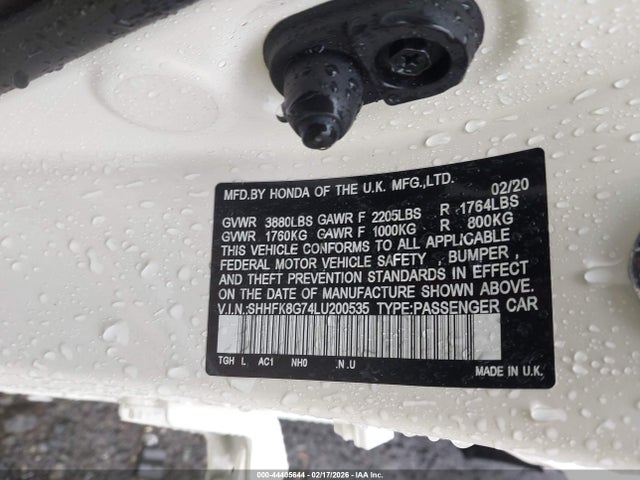 MFD.BY HONDA OF THE U.K. MFG.,LTD. 02/20
GVWR 3880LBS GAWR F 2205LBS R 1764LBS
GVWR 1760KG GAWR F 1000KG R 800KG
THIS VEHICLE CONFORMS TO ALL APPLICABLE
FEDERAL MOTOR VEHICLE SAFETY , BUMPER ,
AND THEFT PREVENTION STANDARDS IN EFFECT
ON THE DATE OF MANUFACTURE SHOWN ABOVE.
V.I.N.:SHHFK8G74LU200535 TYPE:PASSENGER CAR
TGH L AC1 NH0 .N.U
MADE IN U.K.
000-44405644 - 02/17/2026 - IAA Inc.